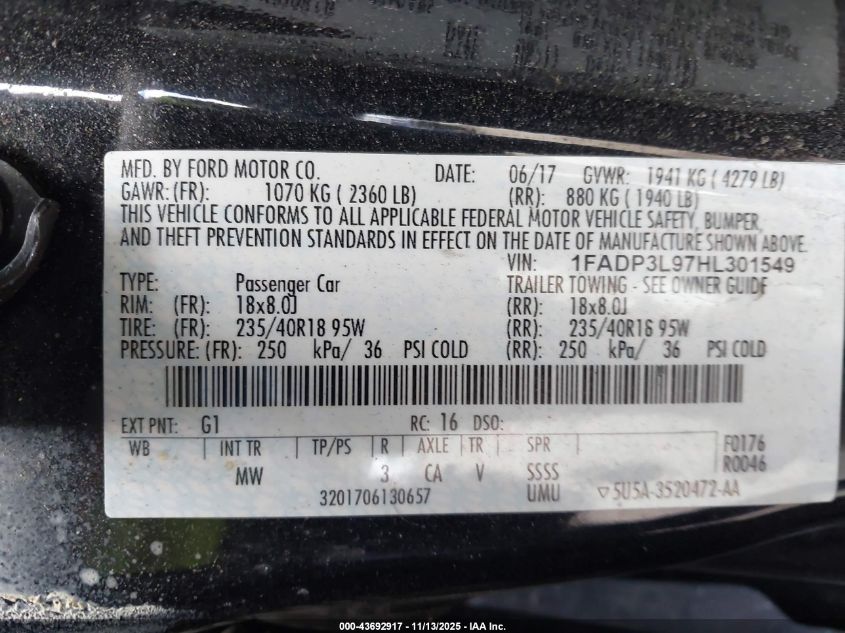 MFD. BY FORD MOTOR CO. DATE: 06/17 GVWR: 1941 KG ( 4279 LB)
GAWR: (FR): 1070 KG ( 2360 LB) (RR): 880 KG ( 1940 LB)
THIS VEHICLE CONFORMS TO ALL APPLICABLE FEDERAL MOTOR VEHICLE SAFETY, BUMPER,
AND THEFT PREVENTION STANDARDS IN EFFECT ON THE DATE OF MANUFACTURE SHOWN ABOVE.
VIN: 1FADP3L97HL301549
TYPE: Passenger Car TRAILER TOWING - SEE OWNER GUIDE
RIM: (FR): 18x8.0J (RR): 18x8.0J
TIRE: (FR): 235/40R18 95W (RR): 235/40R18 95W
PRESSURE: (FR): 250 kPa/ 36 PSI COLD (RR): 250 kPa/ 36 PSI COLD
EXT PNT: G1 RC: 16 DSO:
WB INT TR TP/PS R AXLE TR SPR F0176
MW 3 CA V SSSS R0046
3201706130657 UMU ▽5U5A-3520472-AA
000-43692917 - 11/13/2025 - IAA Inc.